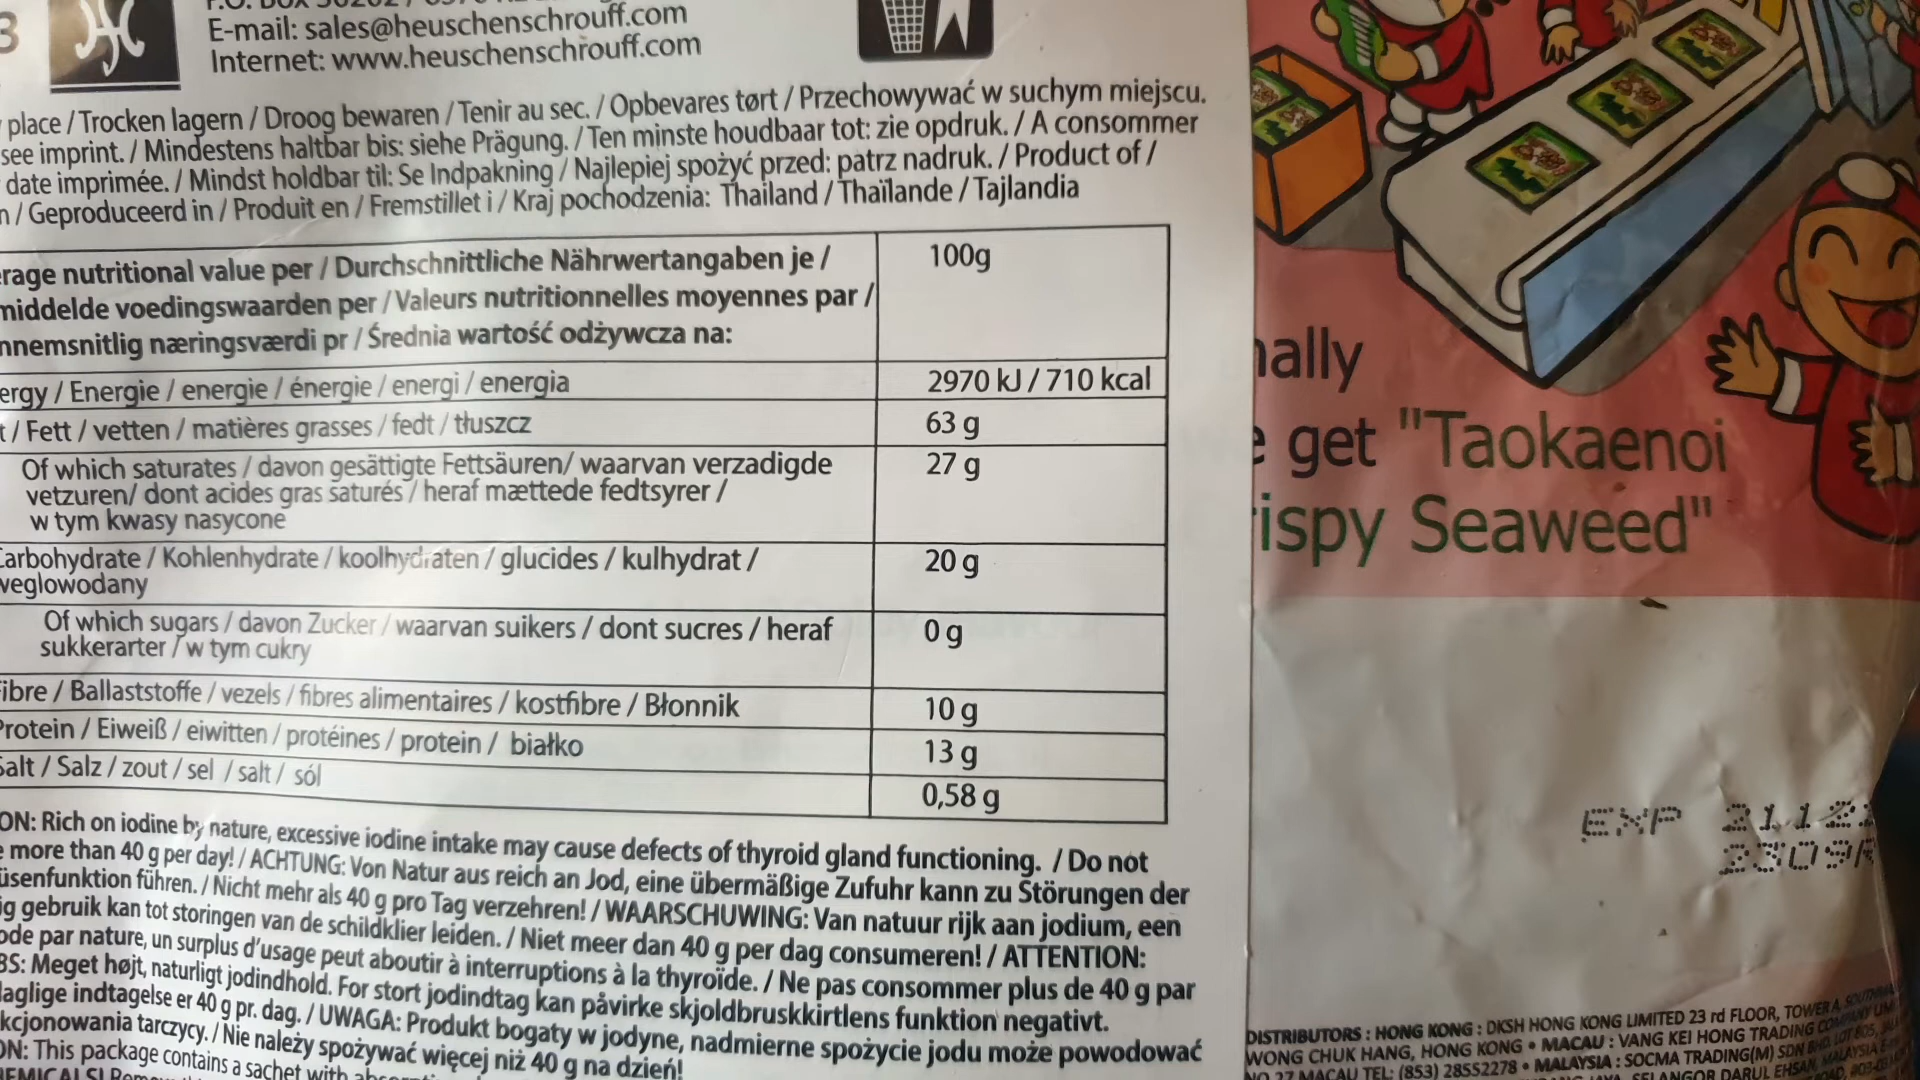 E-mail: sales@heuschenschrouff.com
Internet: www.heuschenschrouff.com
place / Trocken lagern / Droog bewaren / Tenir au sec. / Opbevares tørt / Przechowywać w suchym miejscu.
see imprint. / Mindestens haltbar bis: siehe Prägung. / Ten minste houdbaar tot: zie opdruk. / A consommer
date imprimée. / Mindst holdbar til: Se Indpakning / Najlepiej spożyć przed: patrz nadruk. / Product of /
/ Geproduceerd in / Produit en / Fremstillet i / Kraj pochodzenia: Thailand / Thaïlande / Tajlandia
rage nutritional value per / Durchschnittliche Nährwertangaben je /
middelde voedingswaarden per / Valeurs nutritionnelles moyennes par /
nnemsnitlig næringsværdi pr / Średnia wartość odżywcza na:
100g
ergy / Energie / energie / énergie / energi / energia
2970 kJ / 710 kcal
t / Fett / vetten / matières grasses / fedt / tłuszcz
63 g
Of which saturates / davon gesättigte Fettsäuren/ waarvan verzadigde
vetzuren/ dont acides gras saturés / heraf mættede fedtsyrer /
w tym kwasy nasycone
27 g
Carbohydrate / Kohlenhydrate / koolhydraten / glucides / kulhydrat /
węglowodany
20 g
Of which sugars / davon Zucker / waarvan suikers / dont sucres / heraf
sukkerarter / w tym cukry
0 g
Fibre / Ballaststoffe / vezels / fibres alimentaires / kostfibre / Błonnik
10 g
Protein / Eiweiß / eiwitten / protéines / protein / białko
13 g
Salt / Salz / zout / sel / salt / sól
0,58 g
ON: Rich on iodine by nature, excessive iodine intake may cause defects of thyroid gland functioning. / Do not
more than 40 g per day! / ACHTUNG: Von Natur aus reich an Jod, eine übermäßige Zufuhr kann zu Störungen der
üsenfunktion führen. / Nicht mehr als 40 g pro Tag verzehren! / WAARSCHUWING: Van natuur rijk aan jodium, een
ig gebruik kan tot storingen van de schildklier leiden. / Niet meer dan 40 g per dag consumeren! / ATTENTION:
ode par nature, un surplus d'usage peut aboutir à interruptions à la thyroïde. / Ne pas consommer plus de 40 g par
BS: Meget højt, naturligt jodindhold. For stort jodindtag kan påvirke skjoldbruskkirtlens funktion negativt.
daglige indtagelse er 40 g pr. dag. / UWAGA: Produkt bogaty w jodyne, nadmierne spożycie jodu może powodować
kcjonowania tarczycy. / Nie należy spożywać więcej niż 40 g na dzień!
ON: This package contains a sachet with
nally
e get "Taokaenoi
rispy Seaweed"
EXP 21 12
2309
DISTRIBUTORS : HONG KONG : DKSH HONG KONG LIMITED 23 rd FLOOR, TOWER A,
WONG CHUK HANG, HONG KONG • MACAU : VANG KEI HONG TRADING COMPANY
NO 27 MACAU TEL: (853) 28552278 • MALAYSIA : SOCMA TRADING(M) SDN BHD.
SELANGOR DARUL EHSAN, MALAYSIA